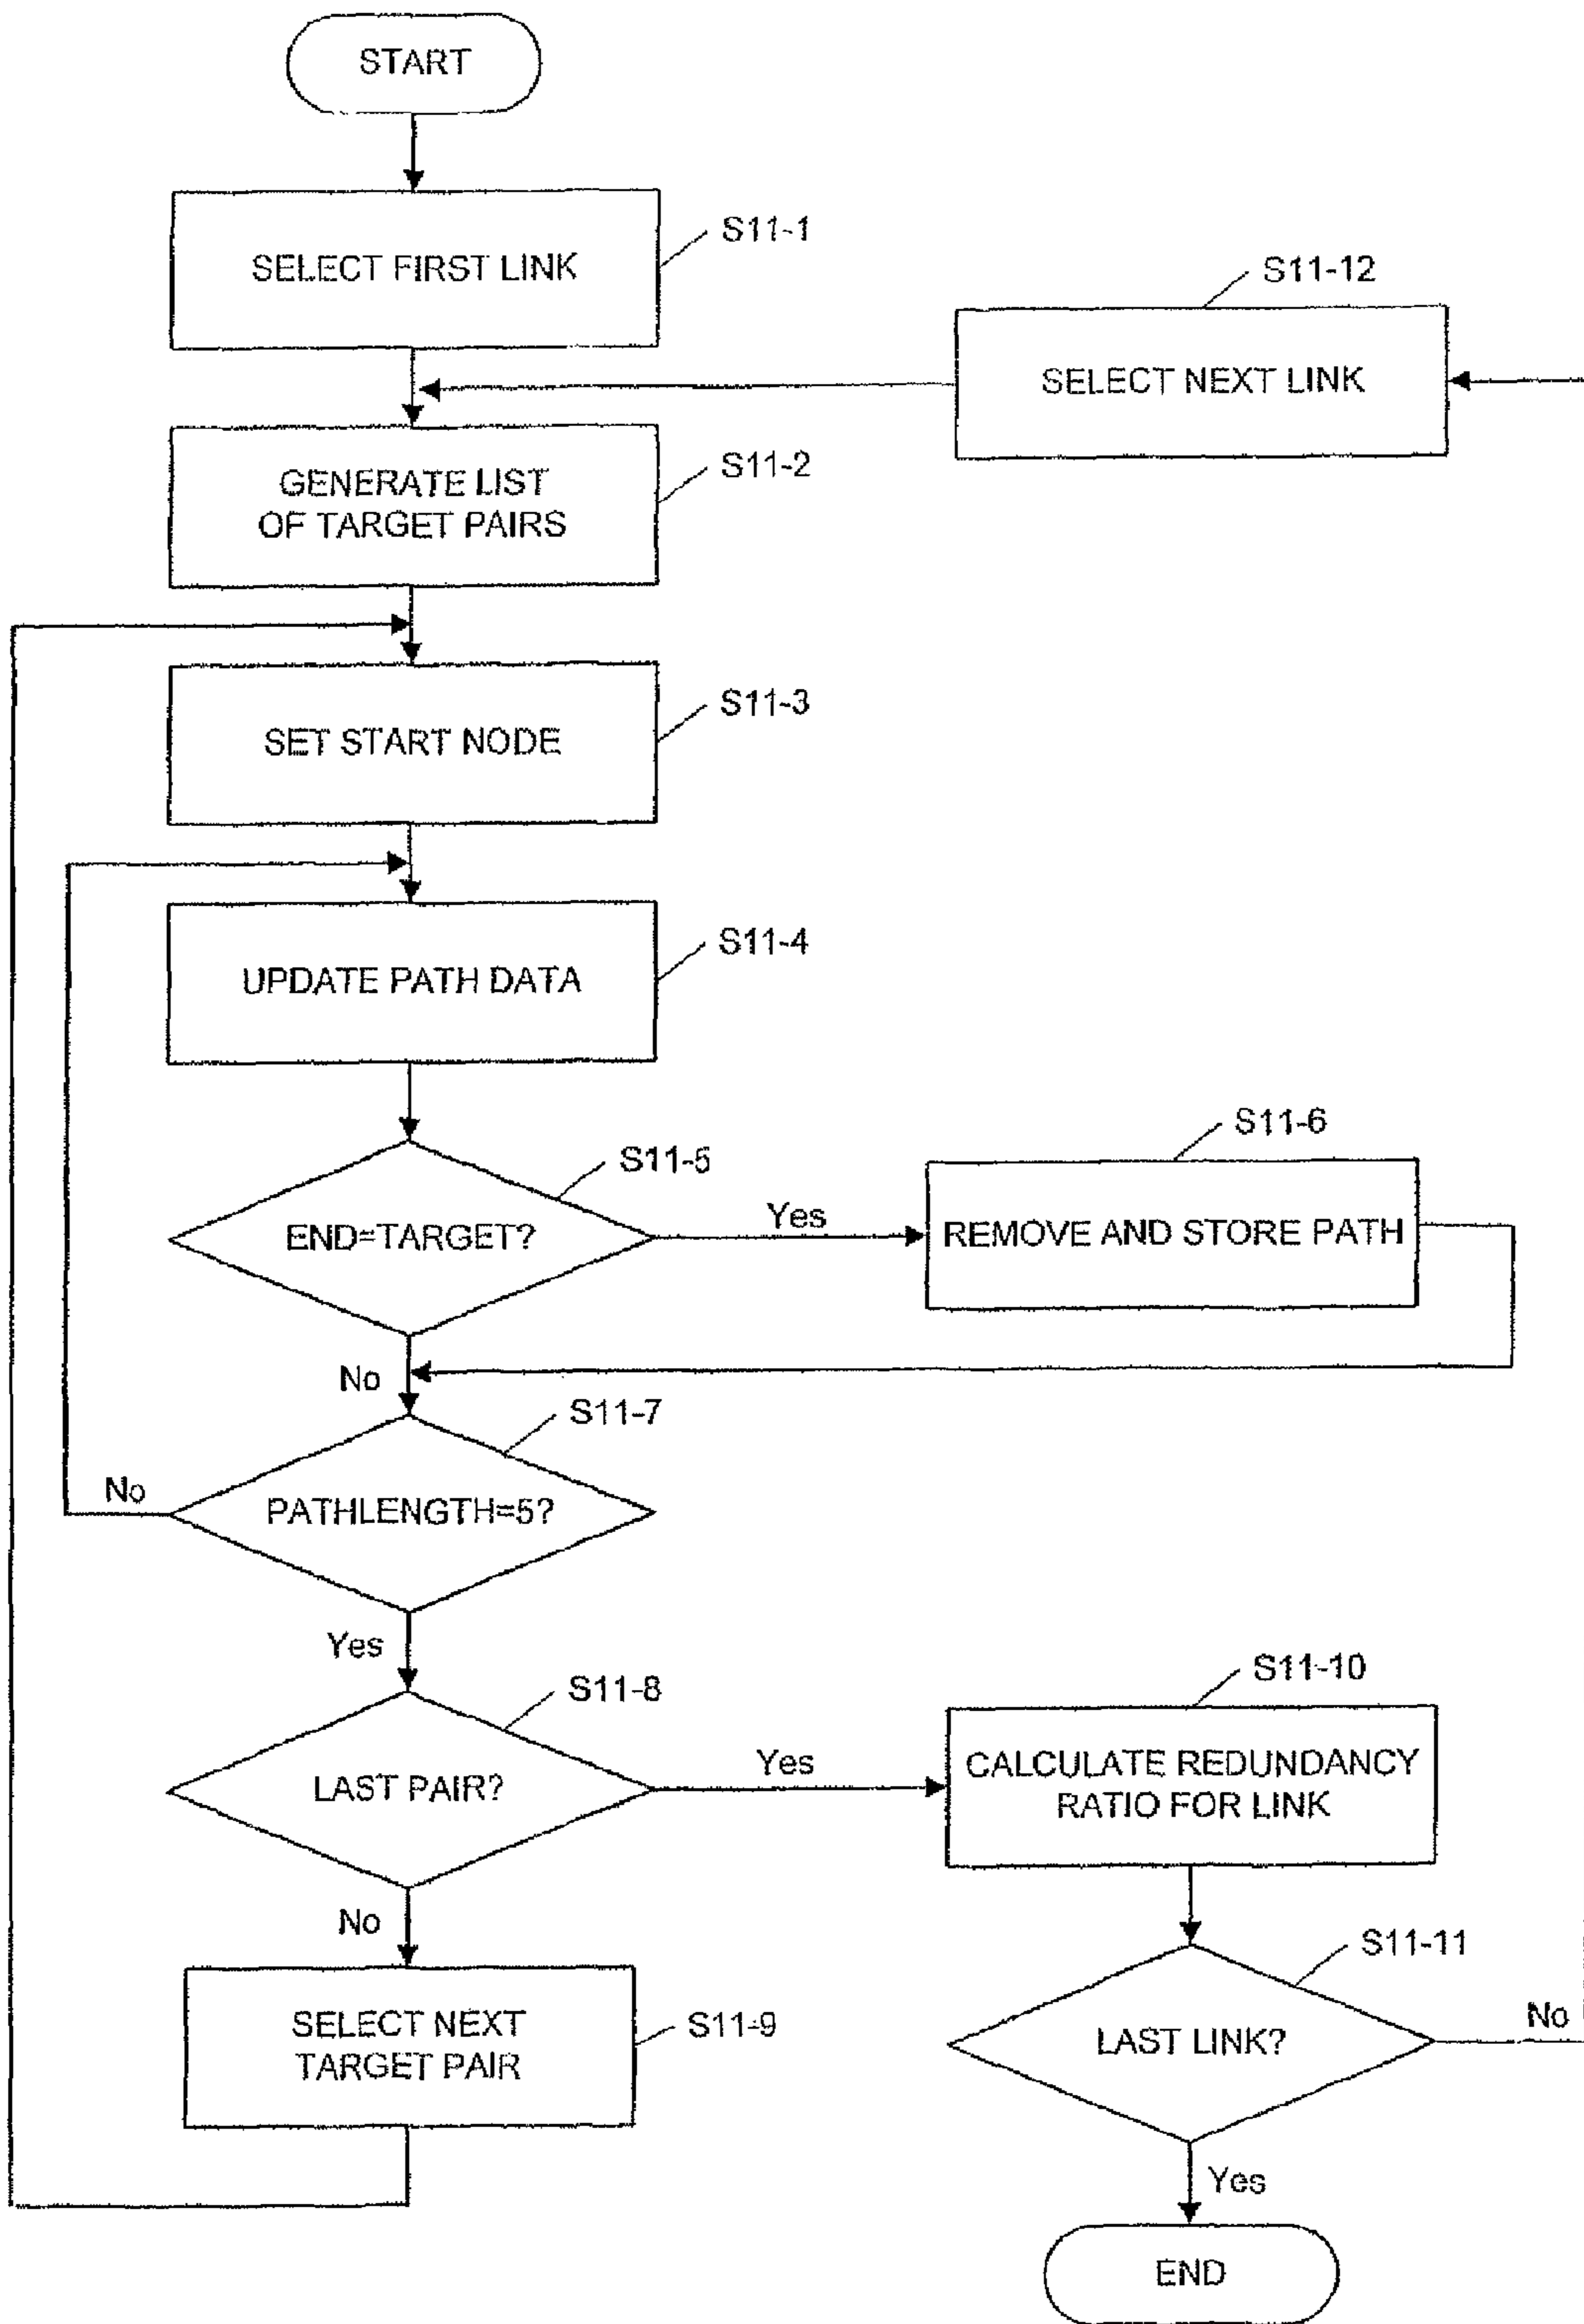 START
SELECT FIRST LINK
S11-1
S11-12
SELECT NEXT LINK
GENERATE LIST
OF TARGET PAIRS
S11-2
SET START NODE
S11-3
UPDATE PATH DATA
S11-4
END=TARGET?
S11-5
Yes
S11-6
REMOVE AND STORE PATH
No
S11-7
PATHLENGTH=5?
No
Yes
S11-8
LAST PAIR?
Yes
S11-10
CALCULATE REDUNDANCY
RATIO FOR LINK
No
SELECT NEXT
TARGET PAIR
S11-9
S11-11
LAST LINK?
No
Yes
END